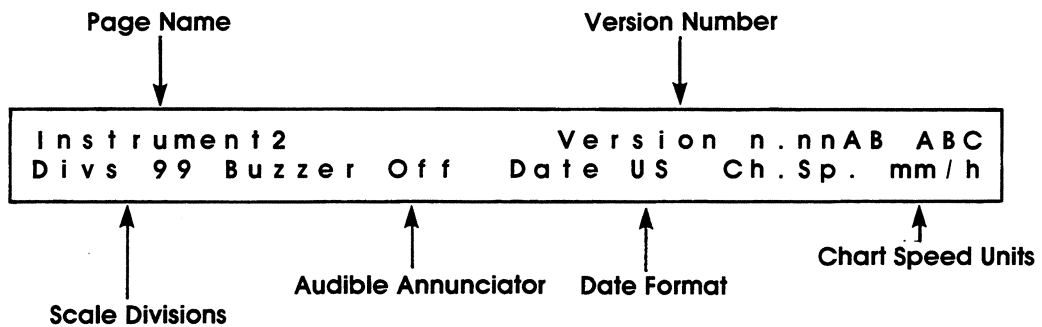 Page Name Version Number
Instrument2 Version n.nnAB ABC
Divs 99 Buzzer Off Date US Ch.Sp. mm/h
Chart Speed Units
Audible Annunciator Date Format
Scale Divisions